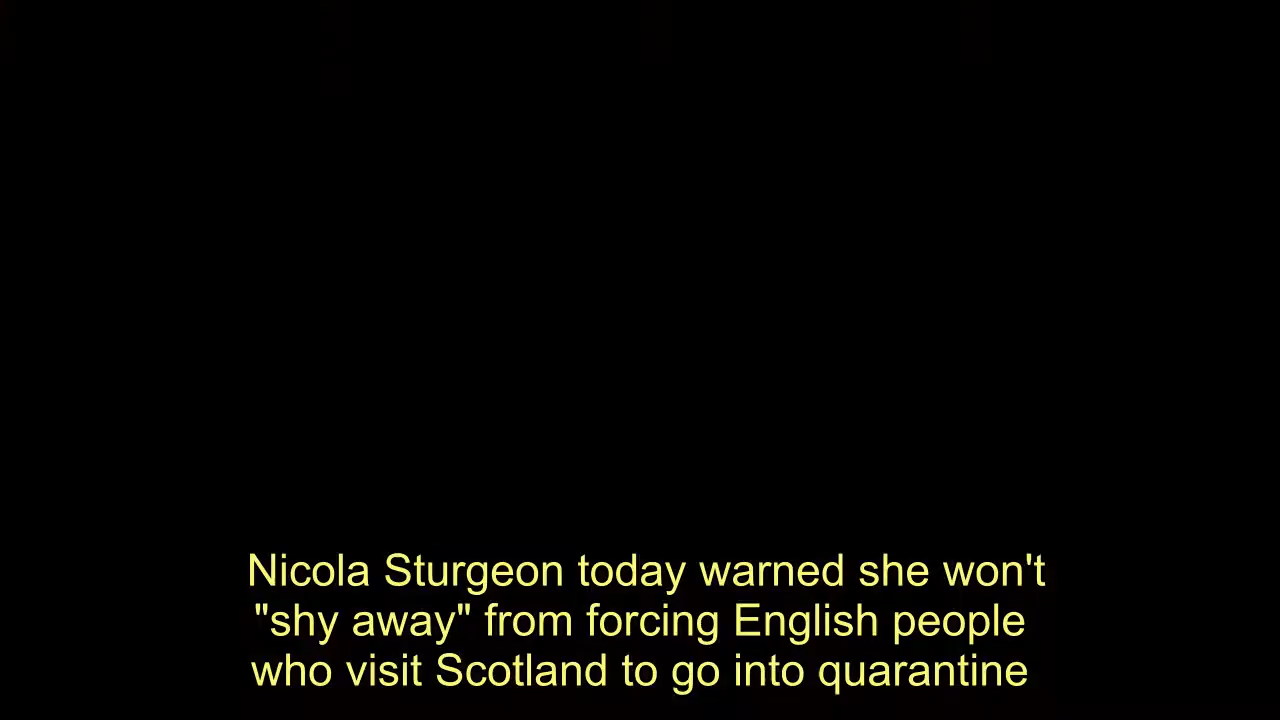 Nicola Sturgeon today warned she won't
"shy away" from forcing English people
who visit Scotland to go into quarantine